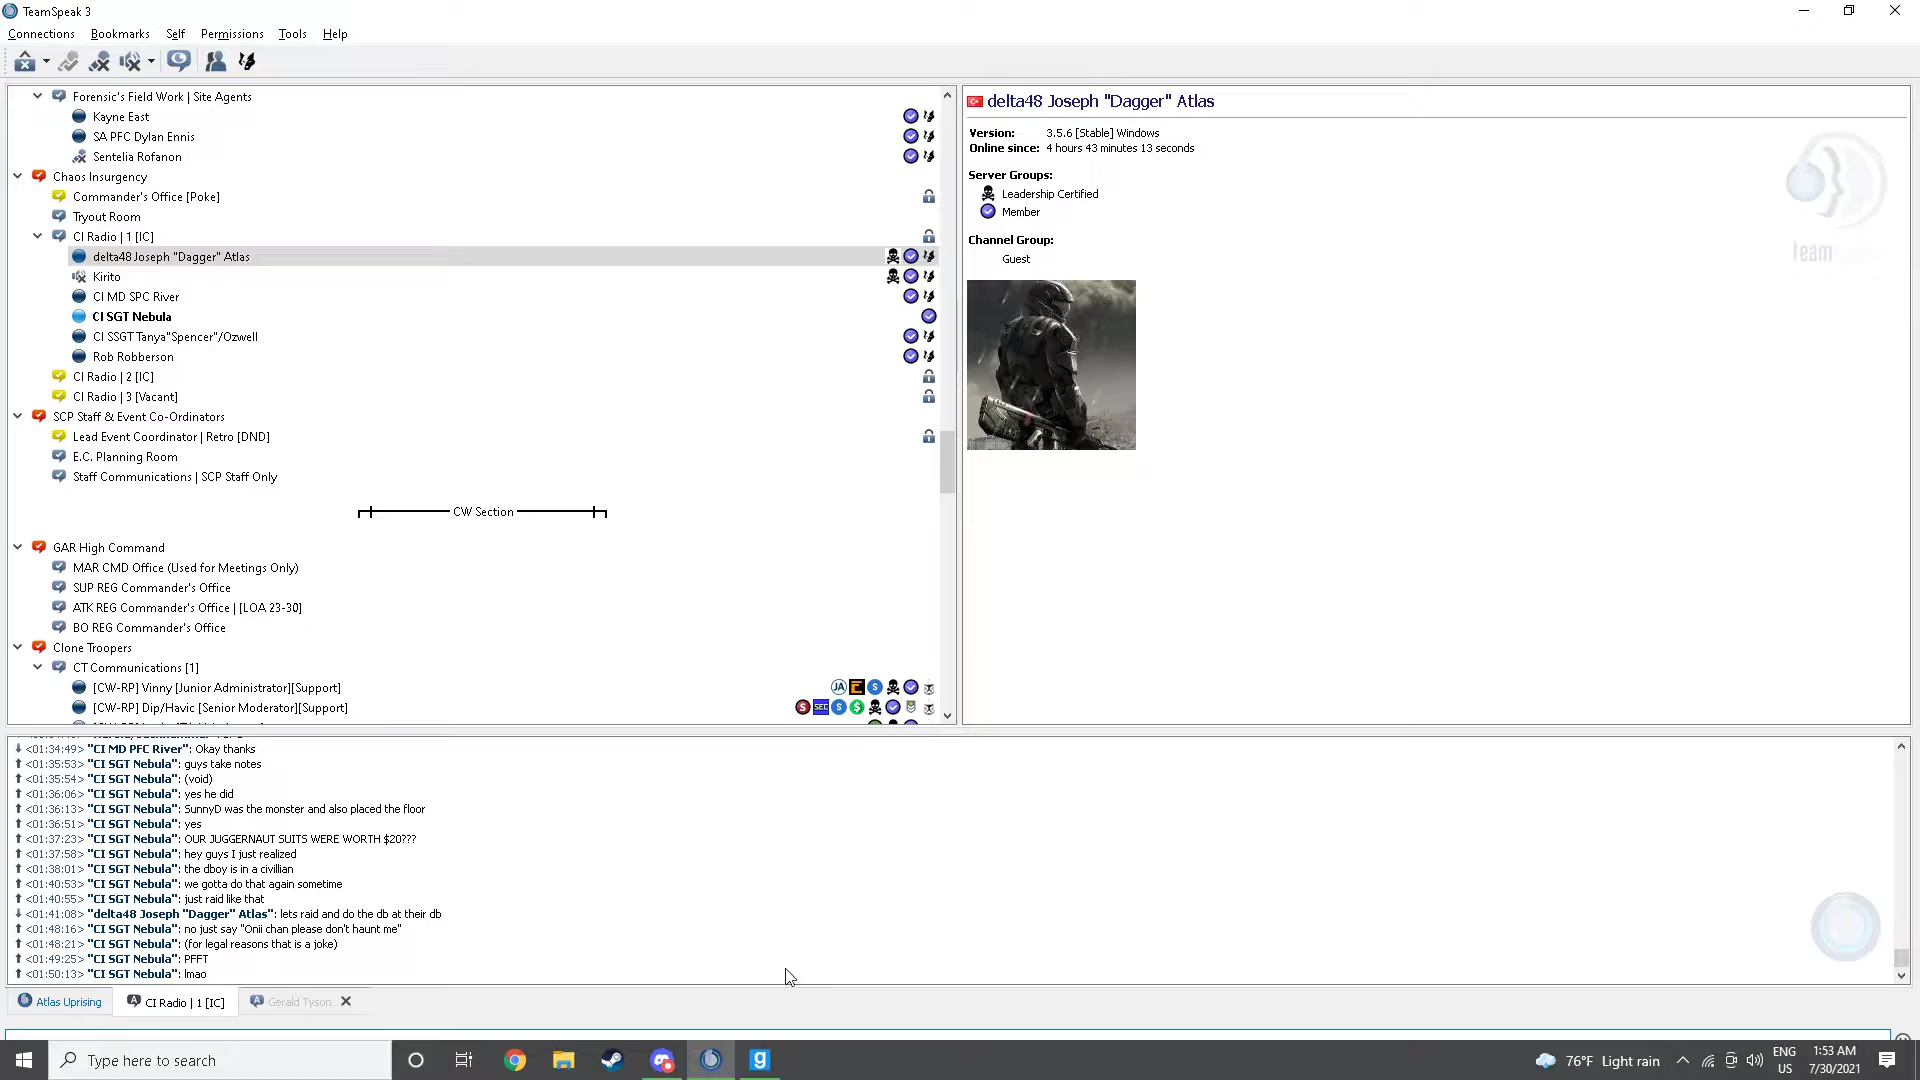 TeamSpeak 3
Connections Bookmarks Self Permissions Tools Help
Forensic's Field Work | Site Agents
Kayne East
SA PFC Dylan Ennis
Sentelia Rofanon
Chaos Insurgency
Commander's Office [Poke]
Tryout Room
CI Radio | 1 [IC]
delta48 Joseph "Dagger" Atlas
Kirito
CI MD SPC River
CI SGT Nebula
CI SSGT Tanya"Spencer"/Ozwell
Rob Robberson
CI Radio | 2 [IC]
CI Radio | 3 [Vacant]
SCP Staff & Event Co-Ordinators
Lead Event Coordinator | Retro [DND]
E.C. Planning Room
Staff Communications | SCP Staff Only
CW Section
GAR High Command
MAR CMD Office (Used for Meetings Only)
SUP REG Commander's Office
ATK REG Commander's Office | [LOA 23-30]
BO REG Commander's Office
Clone Troopers
CT Communications [1]
[CW-RP] Vinny [Junior Administrator][Support]
JA
S
[CW-RP] Dip/Havic [Senior Moderator][Support]
S SEC S $
delta48 Joseph "Dagger" Atlas
Version: 3.5.6 [Stable] Windows
Online since: 4 hours 43 minutes 13 seconds
Server Groups:
Leadership Certified
Member
Channel Group:
Guest
team
<01:34:49> "CI MD PFC River": Okay thanks
<01:35:53> "CI SGT Nebula": guys take notes
<01:35:54> "CI SGT Nebula": (void)
<01:36:06> "CI SGT Nebula": yes he did
<01:36:13> "CI SGT Nebula": SunnyD was the monster and also placed the floor
<01:36:51> "CI SGT Nebula": yes
<01:37:23> "CI SGT Nebula": OUR JUGGERNAUT SUITS WERE WORTH $20???
<01:37:58> "CI SGT Nebula": hey guys I just realized
<01:38:01> "CI SGT Nebula": the dboy is in a civillian
<01:40:53> "CI SGT Nebula": we gotta do that again sometime
<01:40:55> "CI SGT Nebula": just raid like that
<01:41:08> "delta48 Joseph "Dagger" Atlas": lets raid and do the db at their db
<01:48:16> "CI SGT Nebula": no just say "Onii chan please don't haunt me"
<01:48:21> "CI SGT Nebula": (for legal reasons that is a joke)
<01:49:25> "CI SGT Nebula": PFFT
<01:50:13> "CI SGT Nebula": lmao
Atlas Uprising CI Radio | 1 [IC] Gerald Tyson
Type here to search
76°F Light rain
ENG
US
1:53 AM
7/30/2021